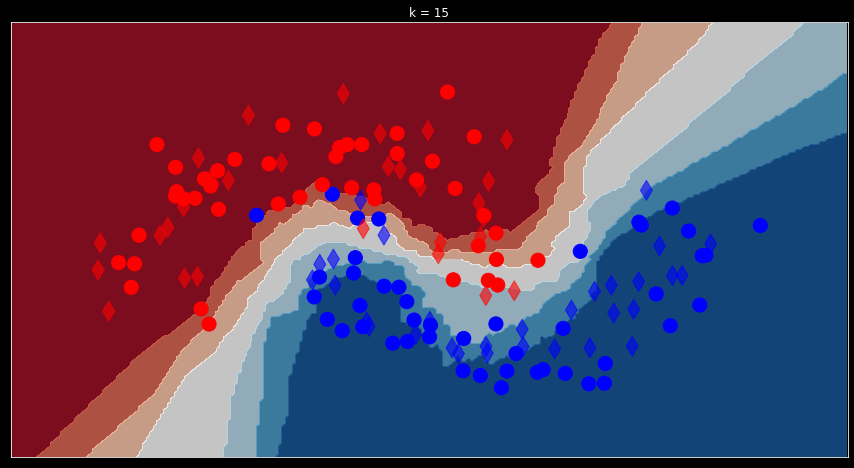 k = 15